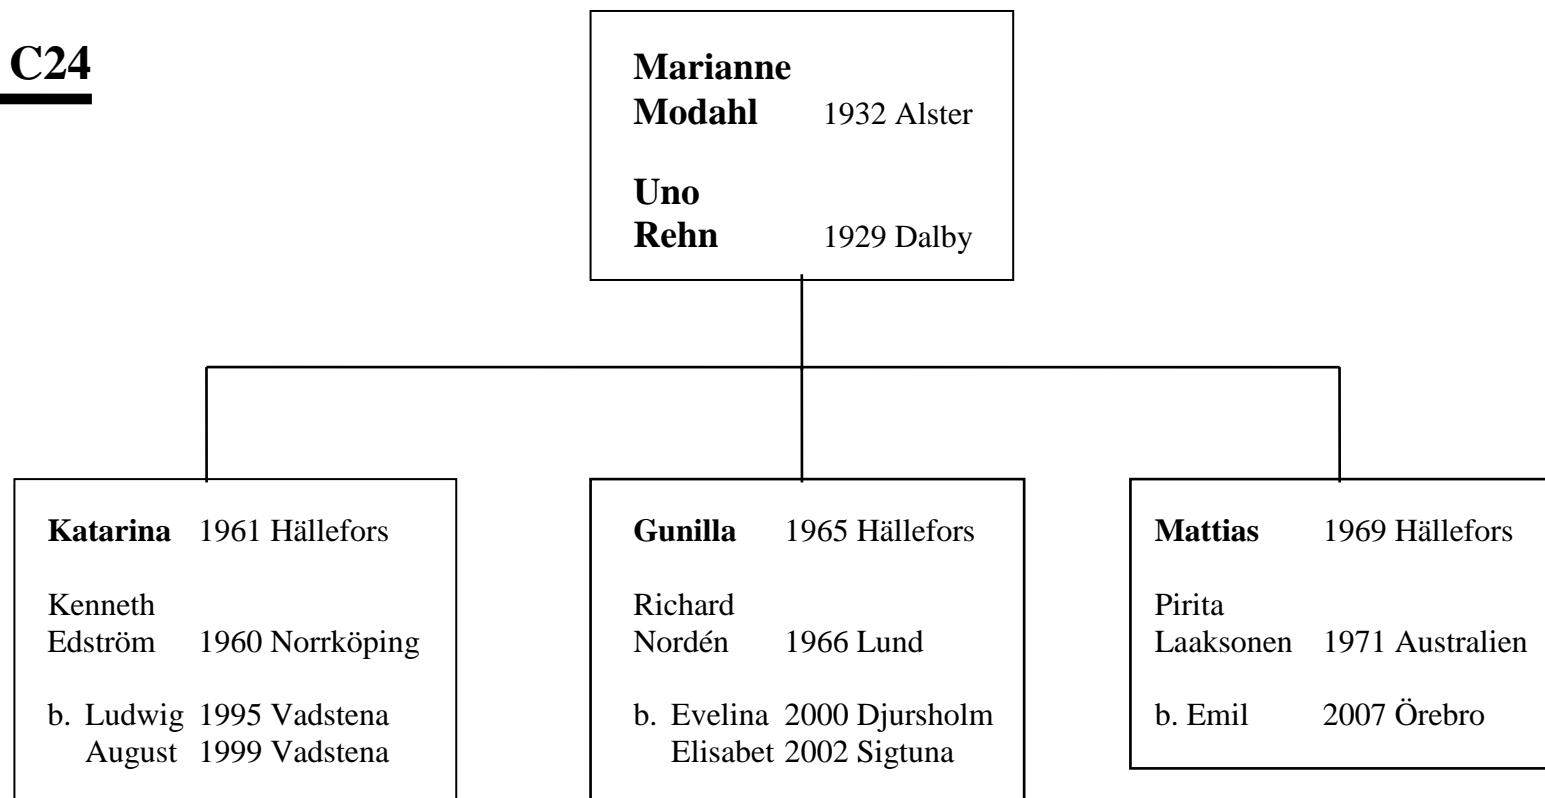 C24
Marianne
Modahl 1932 Alster
Uno
Rehn 1929 Dalby
Katarina 1961 Hällefors
Kenneth
Edström 1960 Norrköping
b. Ludwig 1995 Vadstena
August 1999 Vadstena
Gunilla 1965 Hällefors
Richard
Nordén 1966 Lund
b. Evelina 2000 Djursholm
Elisabet 2002 Sigtuna
Mattias 1969 Hällefors
Pirita
Laaksonen 1971 Australien
b. Emil 2007 Örebro